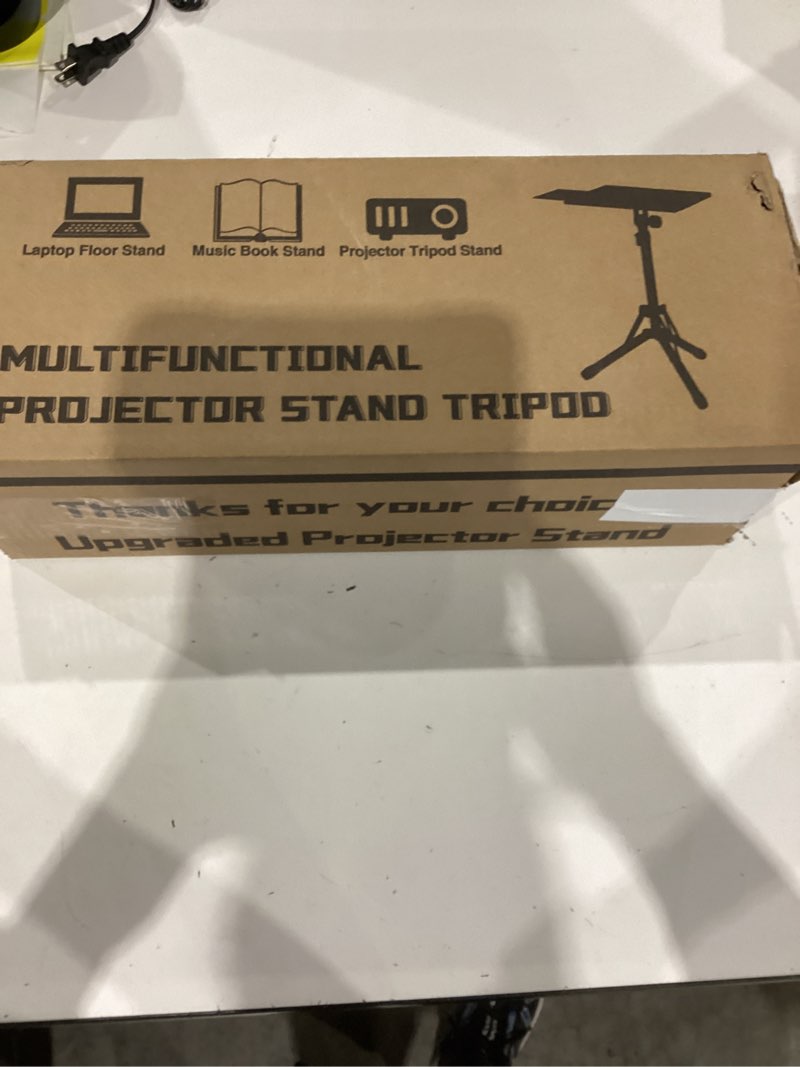 Laptop Floor Stand Music Book Stand Projector Tripod Stand
MULTIFUNCTIONAL
PROJECTOR STAND TRIPOD
Thanks for your choic
Upgraded Projector Stand